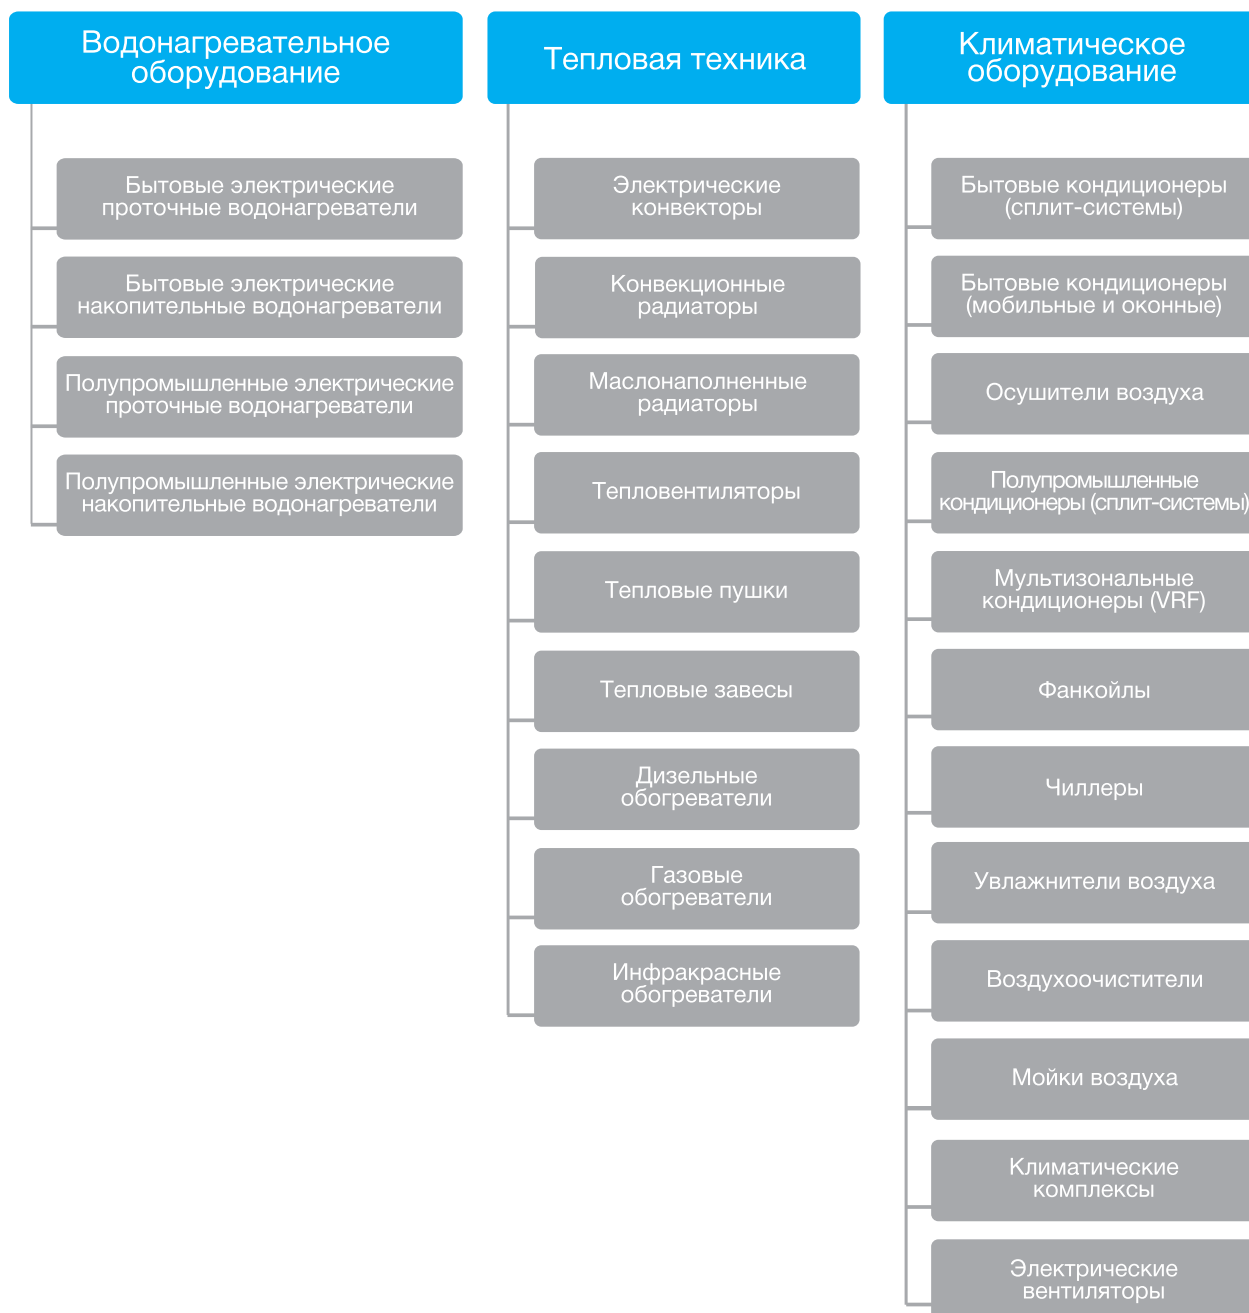 Водонагревательное
оборудование
Бытовые электрические
проточные водонагреватели
Бытовые электрические
накопительные водонагреватели
Полупромышленные электрические
проточные водонагреватели
Полупромышленные электрические
накопительные водонагреватели
Тепловая техника
Электрические
конвекторы
Конвекционные
радиаторы
Маслонаполненные
радиаторы
Тепловентиляторы
Тепловые пушки
Тепловые завесы
Дизельные
обогреватели
Газовые
обогреватели
Инфракрасные
обогреватели
Климатическое
оборудование
Бытовые кондиционеры
(сплит-системы)
Бытовые кондиционеры
(мобильные и оконные)
Осушители воздуха
Полупромышленные
кондиционеры (сплит-системы)
Мультизональные
кондиционеры (VRF)
Фанкойлы
Чиллеры
Увлажнители воздуха
Воздухоочистители
Мойки воздуха
Климатические
комплексы
Электрические
вентиляторы